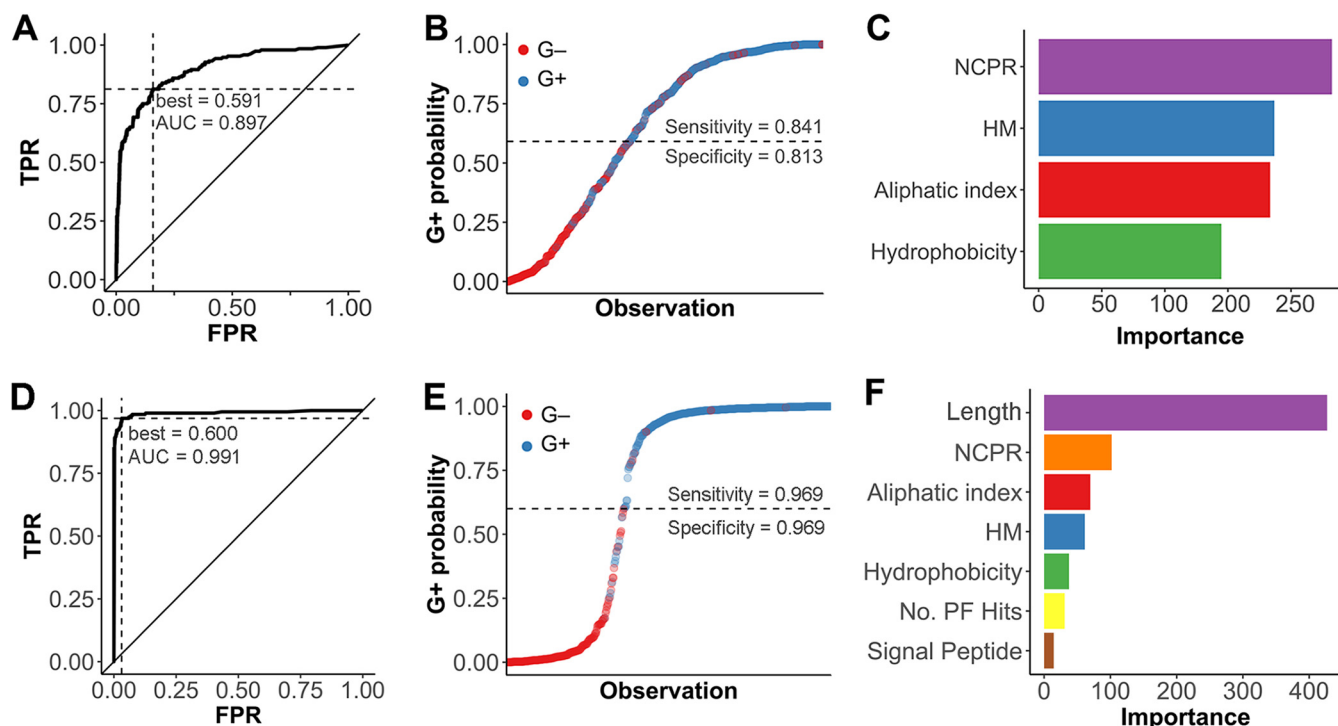 A
1.00
0.75
0.50
0.25
0.00
TPR
best = 0.591
AUC = 0.897
0.00
0.50
1.00
FPR
B
1.00
0.75
0.50
0.25
0.00
G+ probability
G–
G+
Sensitivity = 0.841
Specificity = 0.813
Observation
C
NCPR
HM
Aliphatic index
Hydrophobicity
0
50
100
200
250
Importance
D
1.00
0.75
0.50
0.25
0.00
TPR
best = 0.600
AUC = 0.991
0.00
0.25
0.50
0.75
1.00
FPR
E
1.00
0.75
0.50
0.25
0.00
G+ probability
G–
G+
Sensitivity = 0.969
Specificity = 0.969
Observation
F
Length
NCPR
Aliphatic index
HM
Hydrophobicity
No. PF Hits
Signal Peptide
0
100
200
300
400
Importance